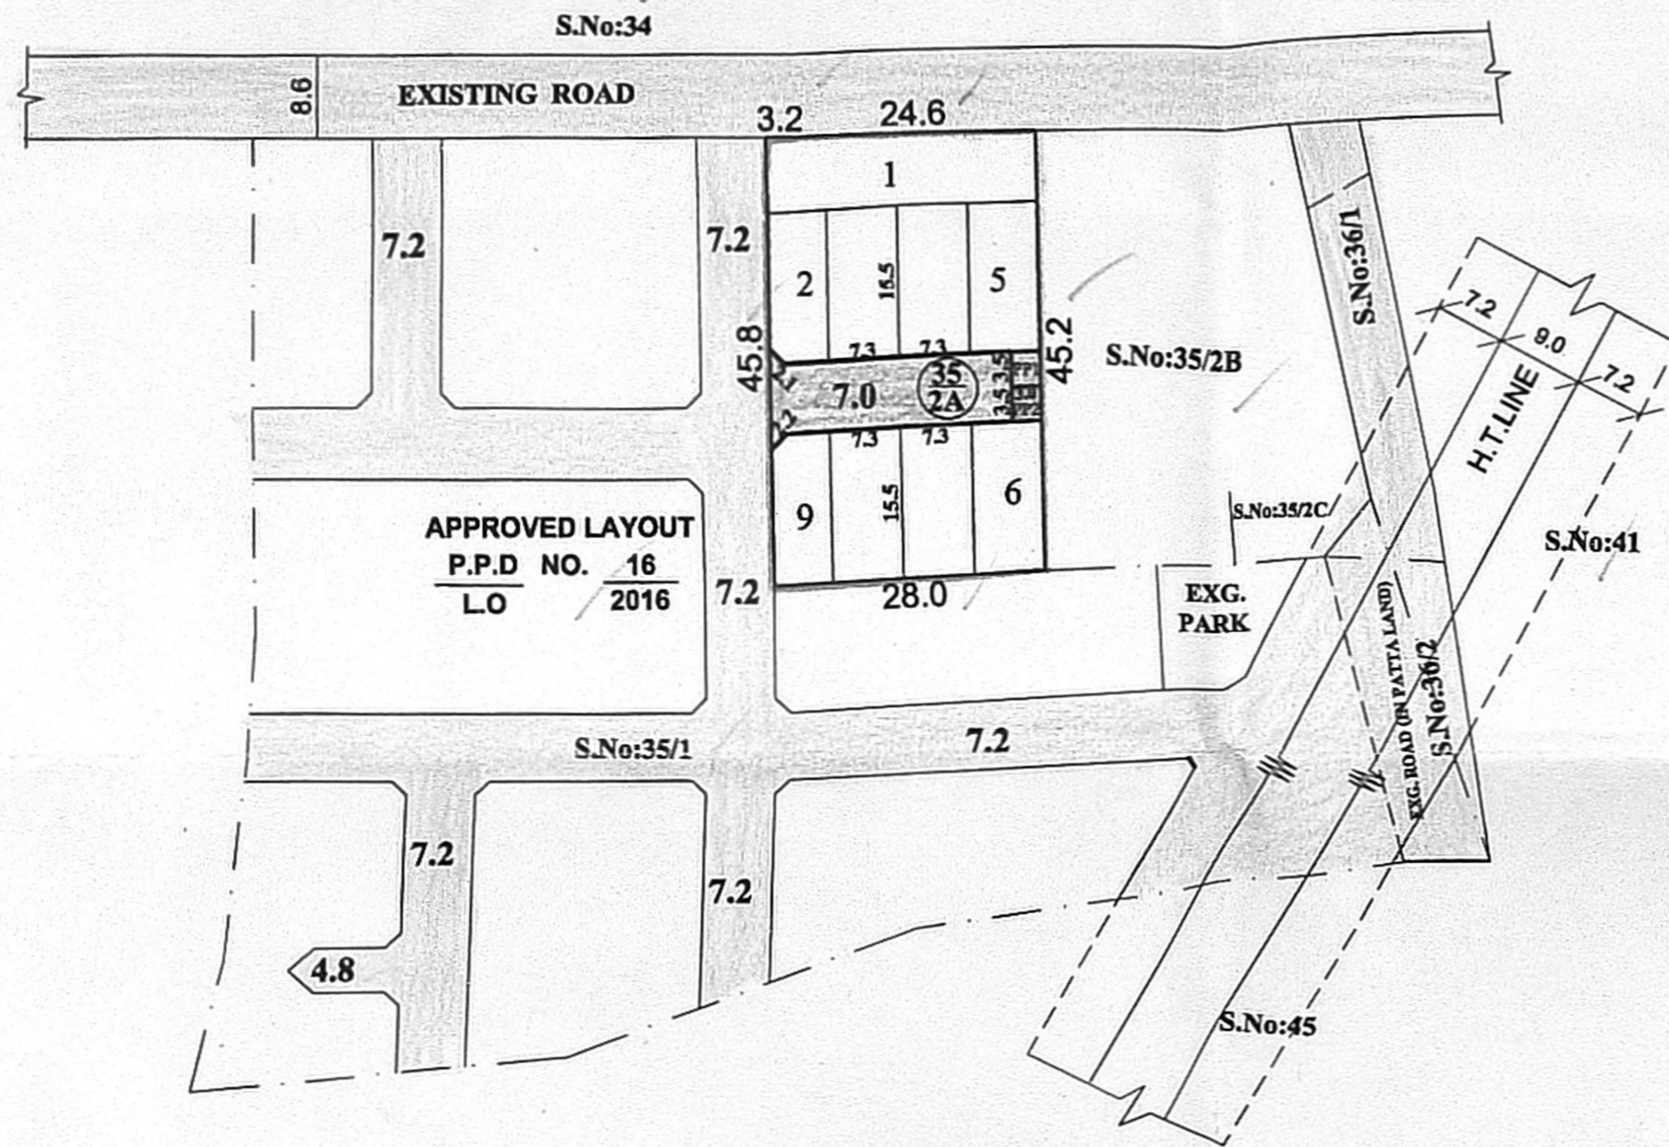 S.No:34
8.6
EXISTING ROAD
3.2
24.6
1
7.2
7.2
2
15.5
5
S.No:36/1
7.2
9.0
7.2
45.8
7.3
7.3
45.2
S.No:35/2B
7.0
35
2A
3.5
3.5
H.T.LINE
7.3
7.3
9
15.5
6
S.No:35/2C
S.No:41
APPROVED LAYOUT
P.P.D NO. 16
L.O 2016
7.2
28.0
EXG.
PARK
EXG. ROAD (IN PATTA LAND)
S.No:36/2
S.No:35/1
7.2
7.2
7.2
4.8
S.No:45